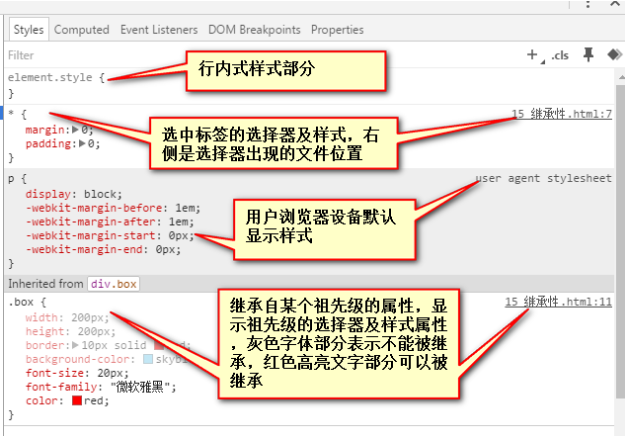 Styles Computed Event Listeners DOM Breakpoints Properties
Filter + .cls
element.style {
}
行内式样式部分
* { 15 继承性.html:7
margin:▶0;
padding:▶0;
}
选中标签的选择器及样式，右
侧是选择器出现的文件位置
p { user agent stylesheet
display: block;
-webkit-margin-before: 1em;
-webkit-margin-after: 1em;
-webkit-margin-start: 0px;
-webkit-margin-end: 0px;
}
用户浏览器设备默认
显示样式
Inherited from div.box
.box { 15 继承性.html:11
width: 200px;
height: 200px;
border:▶10px solid red;
background-color: skyb
font-size: 20px;
font-family: "微软雅黑";
color: red;
}
继承自某个祖先级的属性，显
示祖先级的选择器及样式属性
，灰色字体部分表示不能被继
承，红色高亮文字部分可以被
继承